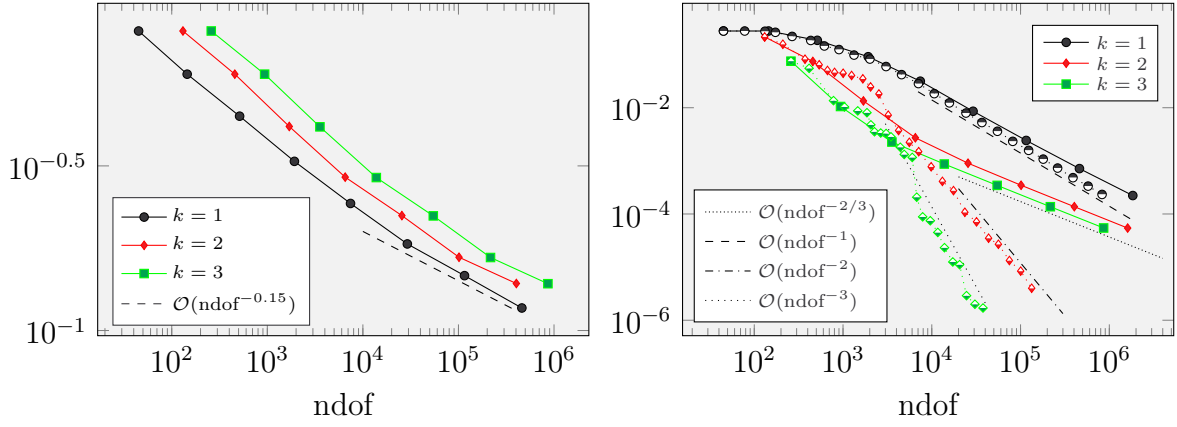 10^{-0.5}
10^{-1}
k = 1
k = 2
k = 3
O(ndof^{-0.15})
10^2 10^3 10^4 10^5 10^6
ndof
10^{-2}
10^{-4}
10^{-6}
k = 1
k = 2
k = 3
O(ndof^{-2/3})
O(ndof^{-1})
O(ndof^{-2})
O(ndof^{-3})
10^2 10^3 10^4 10^5 10^6
ndof